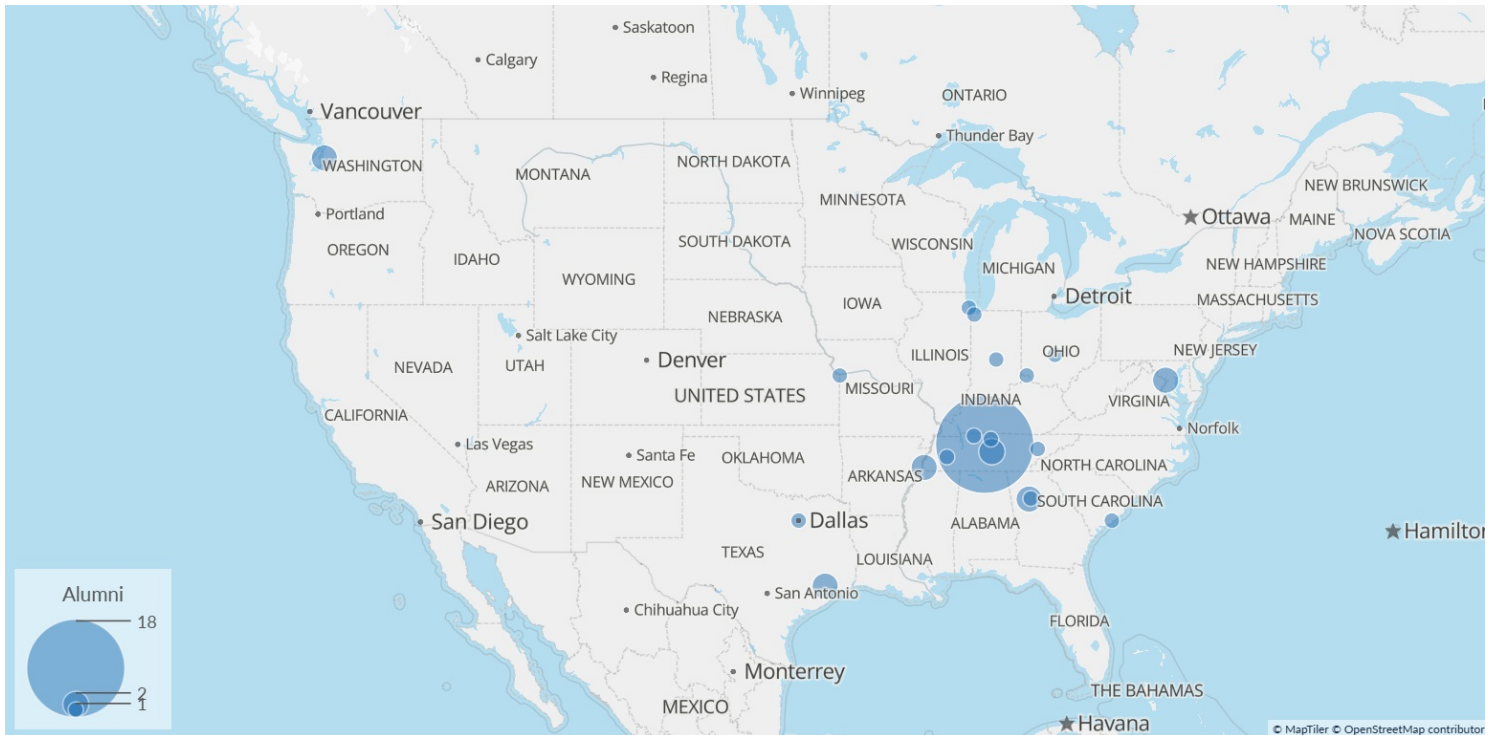 Saskatoon
Calgary
Regina
Winnipeg
ONTARIO
Vancouver
Thunder Bay
WASHINGTON
NORTH DAKOTA
MONTANA
NEW BRUNSWICK
MINNESOTA
Portland
Ottawa
MAINE
NOVA SCOTIA
OREGON
SOUTH DAKOTA
WISCONSIN
IDAHO
MICHIGAN
NEW HAMPSHIRE
WYOMING
Detroit
MASSACHUSETTS
IOWA
NEBRASKA
Salt Lake City
NEW JERSEY
OHIO
ILLINOIS
Denver
UTAH
NEVADA
MISSOURI
UNITED STATES
INDIANA
VIRGINIA
CALIFORNIA
Norfolk
Las Vegas
Santa Fe
OKLAHOMA
NORTH CAROLINA
ARKANSAS
NEW MEXICO
ARIZONA
SOUTH CAROLINA
San Diego
Dallas
ALABAMA
Hamilton
TEXAS
LOUISIANA
San Antonio
Alumni
Chihuahua City
18
FLORIDA
Monterrey
THE BAHAMAS
2
1
MEXICO
Havana
© MapTiler © OpenStreetMap contributor